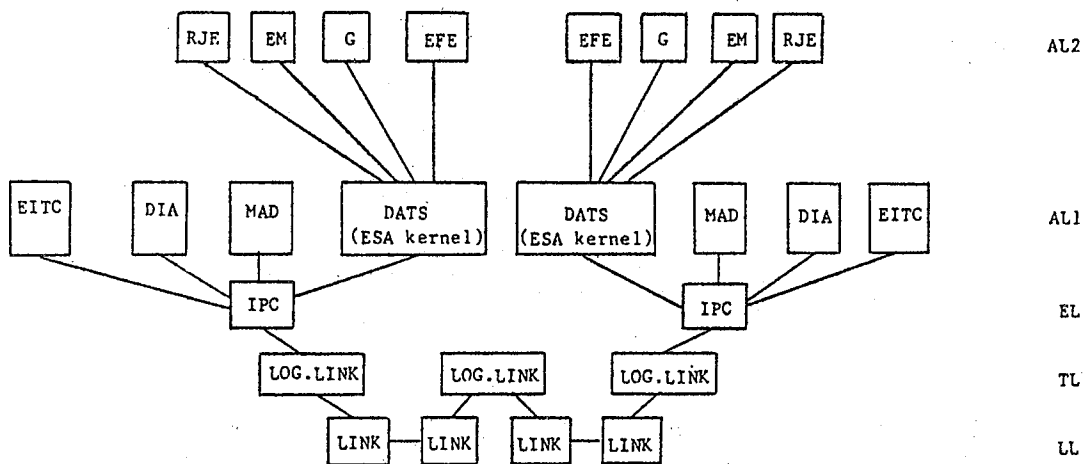 RJE EM G EFE EFE G EM RJE AL2
EITC DIA MAD DATS DATS MAD DIA EITC AL1
(ESA kernel) (ESA kernel)
IPC IPC EL
LOG.LINK LOG.LINK LOG.LINK TL
LINK LINK LINK LINK LL